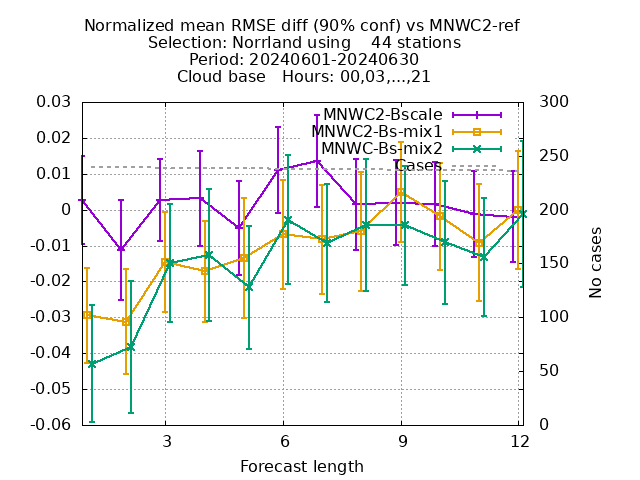 Normalized mean RMSE diff (90% conf) vs MNWC2-ref
Selection: Norrland using    44 stations
Period: 20240601-20240630
Cloud base   Hours: 00,03,...,21
0.03
0.02
0.01
0
-0.01
-0.02
-0.03
-0.04
-0.05
-0.06
300
250
200
150
100
50
0
MNWC2-Bscale
MNWC2-Bs-mix1
MNWC-Bs-mix2
Cases
No cases
3
6
9
12
Forecast length